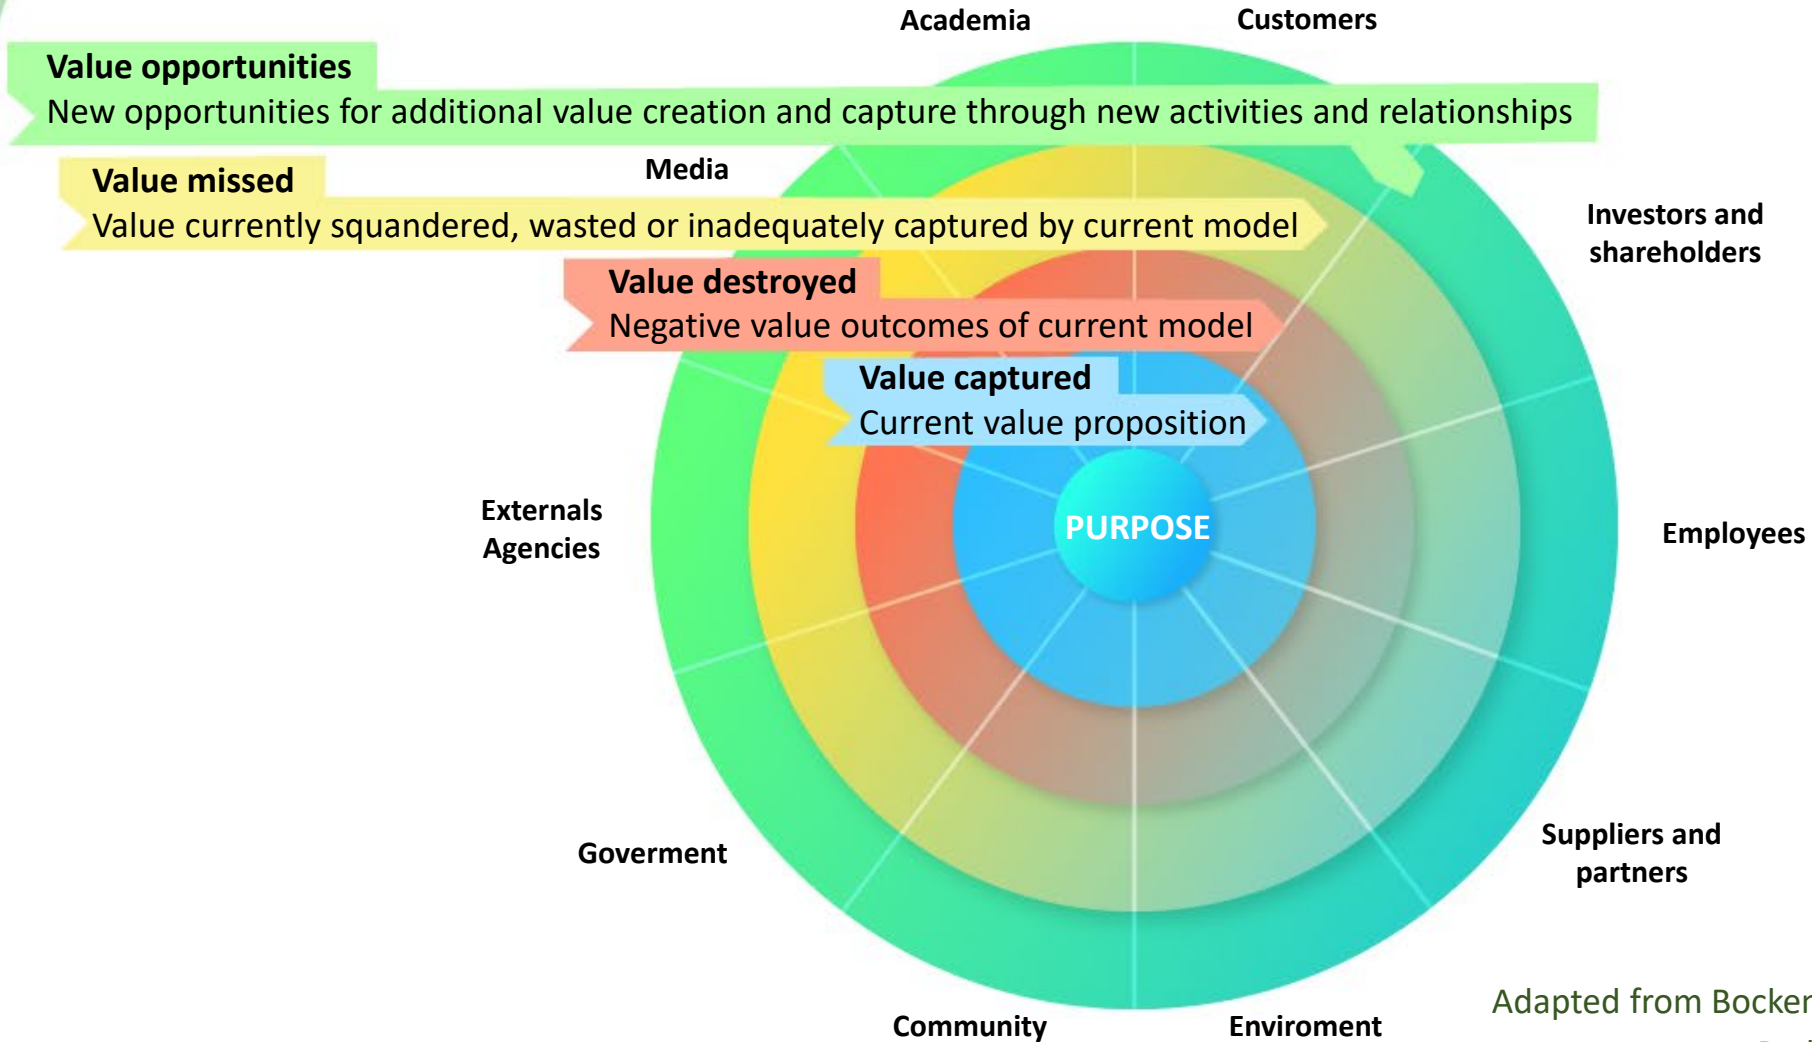 Academia
Customers
Value opportunities
New opportunities for additional value creation and capture through new activities and relationships
Media
Value missed
Value currently squandered, wasted or inadequately captured by current model
Investors and
shareholders
Value destroyed
Negative value outcomes of current model
Value captured
Current value proposition
Externals
Agencies
PURPOSE
Employees
Goverment
Suppliers and
partners
Community
Enviroment
Adapted from Bocken